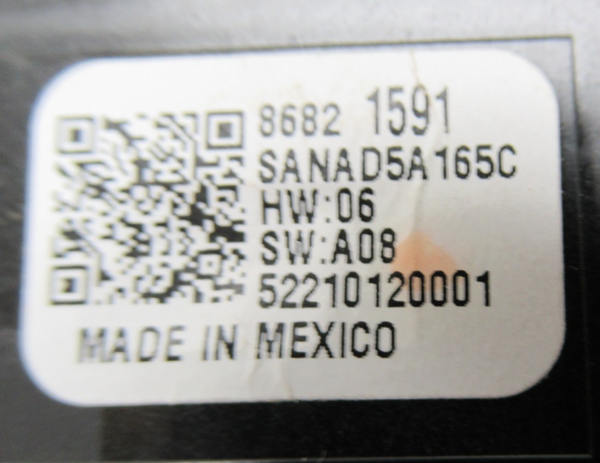 8682 1591
SANAD5A165C
HW:06
SW:A08
52210120001
MADE IN MEXICO